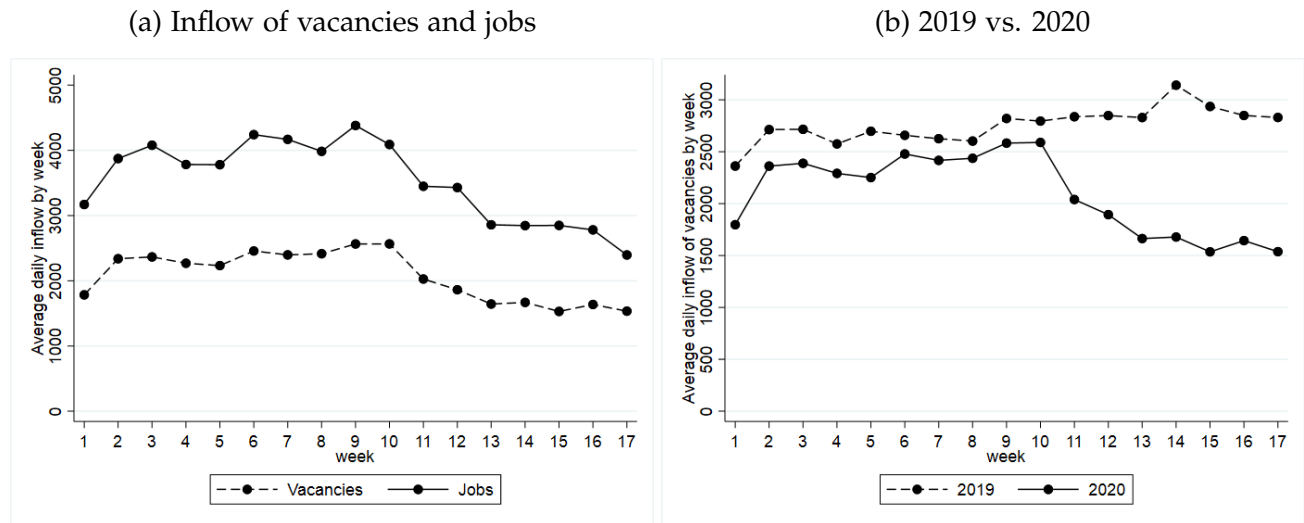 (a) Inflow of vacancies and jobs
Average daily inflow by week
5000
4000
3000
2000
1000
0
1 2 3 4 5 6 7 8 9 10 11 12 13 14 15 16 17
week
Vacancies Jobs
(b) 2019 vs. 2020
Average daily inflow of vacancies by week
3000
2500
2000
1500
1000
500
0
1 2 3 4 5 6 7 8 9 10 11 12 13 14 15 16 17
week
2019 2020